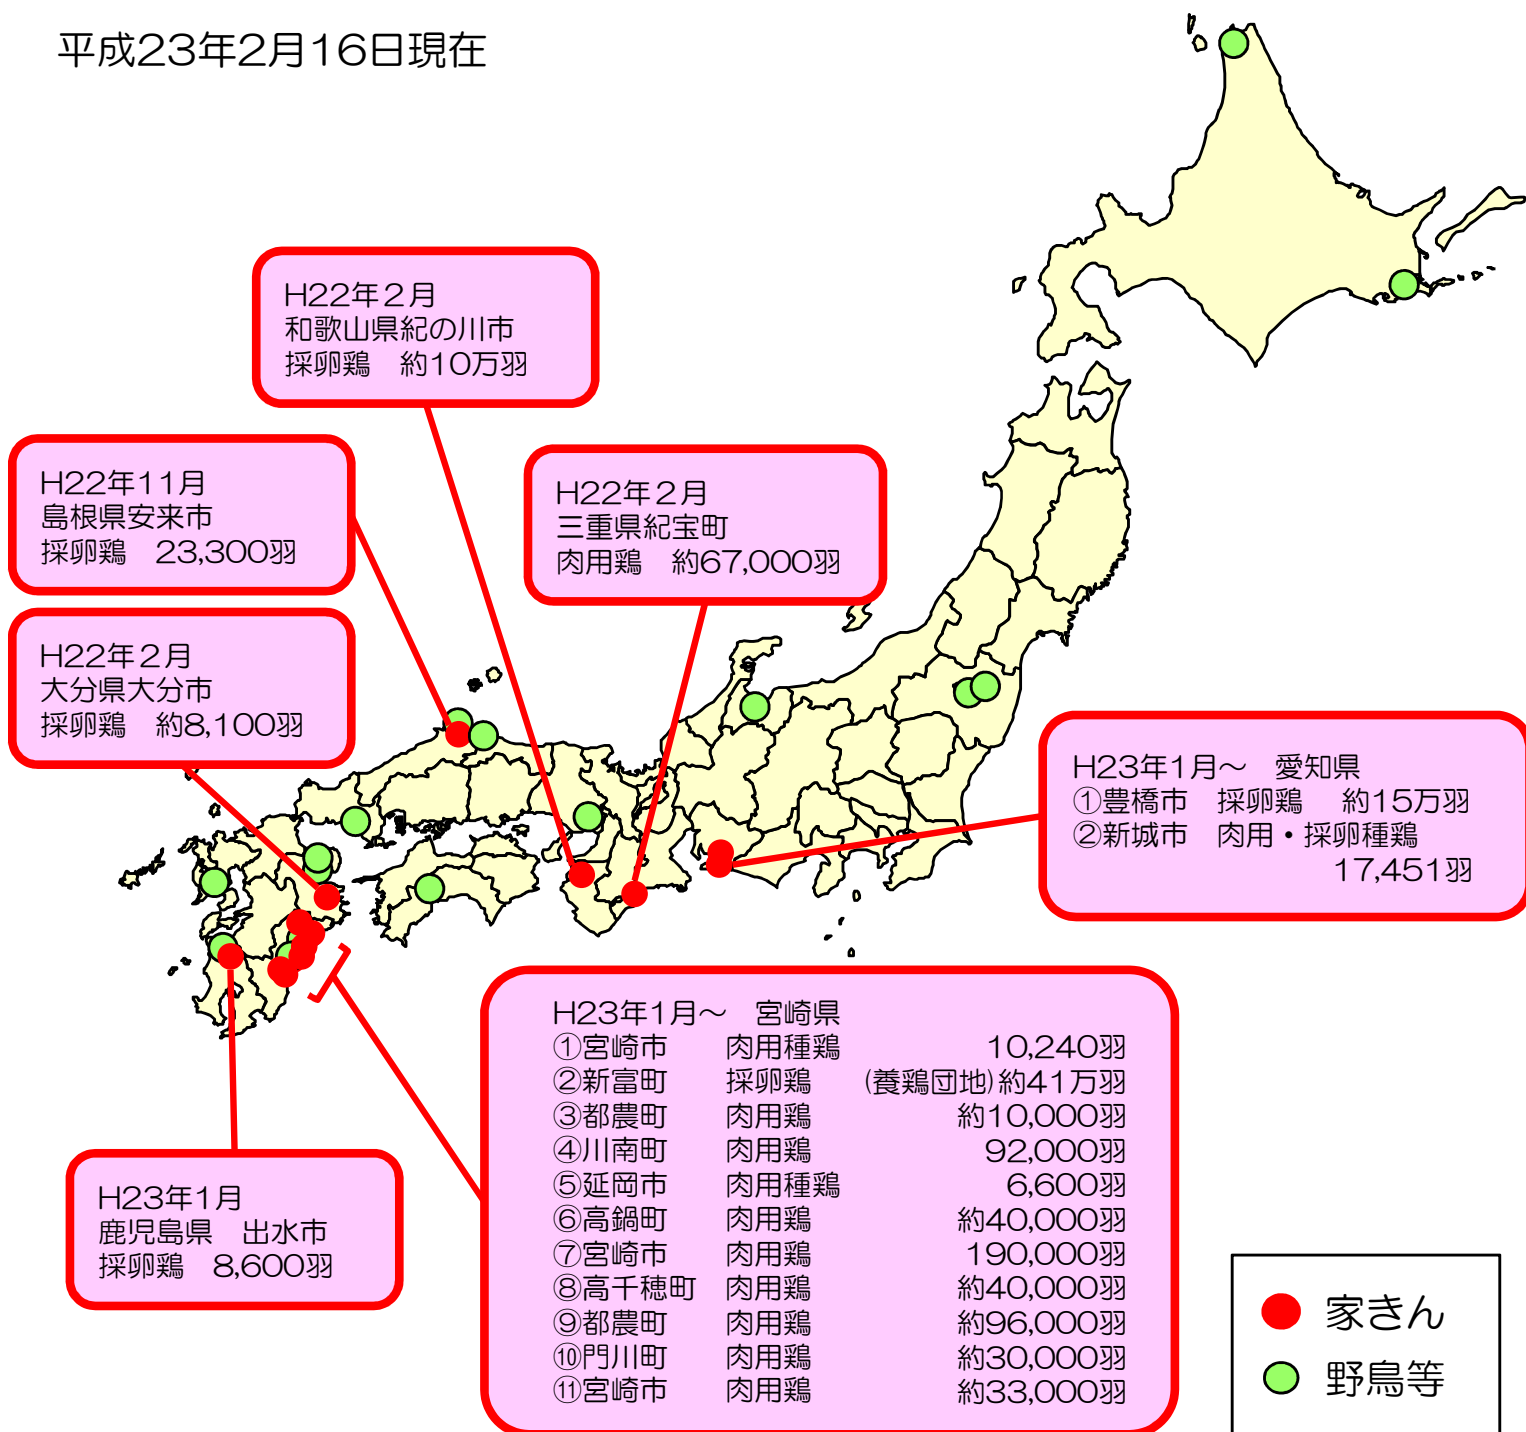 平成23年2月16日現在
H22年２月
和歌山県紀の川市
採卵鶏　約10万羽
H22年11月
島根県安来市
採卵鶏　23,300羽
H22年２月
三重県紀宝町
肉用鶏　約67,000羽
H22年２月
大分県大分市
採卵鶏　約8,100羽
H23年1月～　愛知県
①豊橋市　採卵鶏　約15万羽
②新城市　肉用・採卵種鶏
17,451羽
H23年1月～　宮崎県
①宮崎市　肉用種鶏　10,240羽
②新富町　採卵鶏　(養鶏団地)約41万羽
③都農町　肉用鶏　約10,000羽
④川南町　肉用鶏　92,000羽
⑤延岡市　肉用種鶏　6,600羽
⑥高鍋町　肉用鶏　約40,000羽
⑦宮崎市　肉用鶏　190,000羽
⑧高千穂町　肉用鶏　約40,000羽
⑨都農町　肉用鶏　約96,000羽
⑩門川町　肉用鶏　約30,000羽
⑪宮崎市　肉用鶏　約33,000羽
H23年1月
鹿児島県　出水市
採卵鶏　8,600羽
家きん
野鳥等